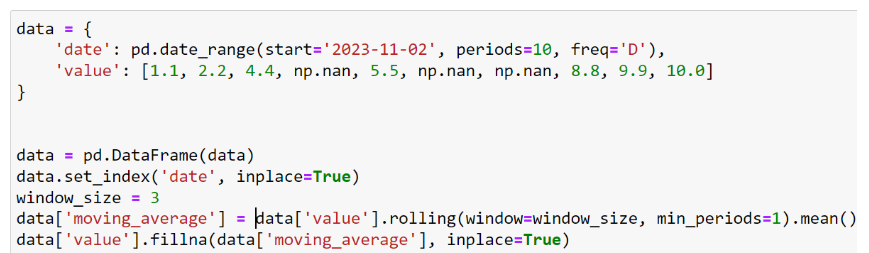 data = {
    'date': pd.date_range(start='2023-11-02', periods=10, freq='D'),
    'value': [1.1, 2.2, 4.4, np.nan, 5.5, np.nan, np.nan, 8.8, 9.9, 10.0]
}
data = pd.DataFrame(data)
data.set_index('date', inplace=True)
window_size = 3
data['moving_average'] = data['value'].rolling(window=window_size, min_periods=1).mean()
data['value'].fillna(data['moving_average'], inplace=True)